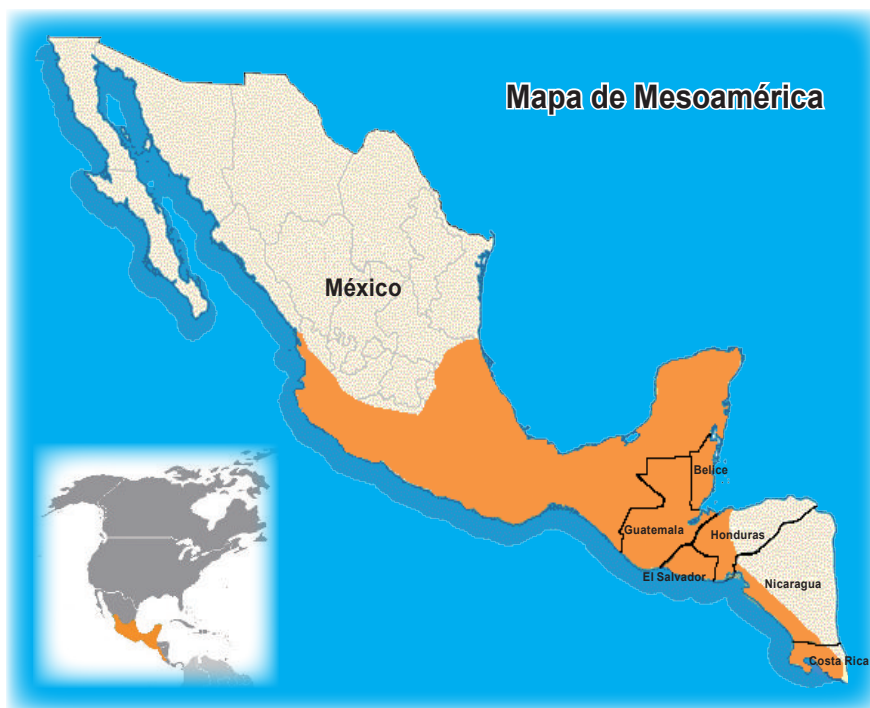 Mapa de Mesoamérica
México
Belice
Guatemala
Honduras
El Salvador
Nicaragua
Costa Rica